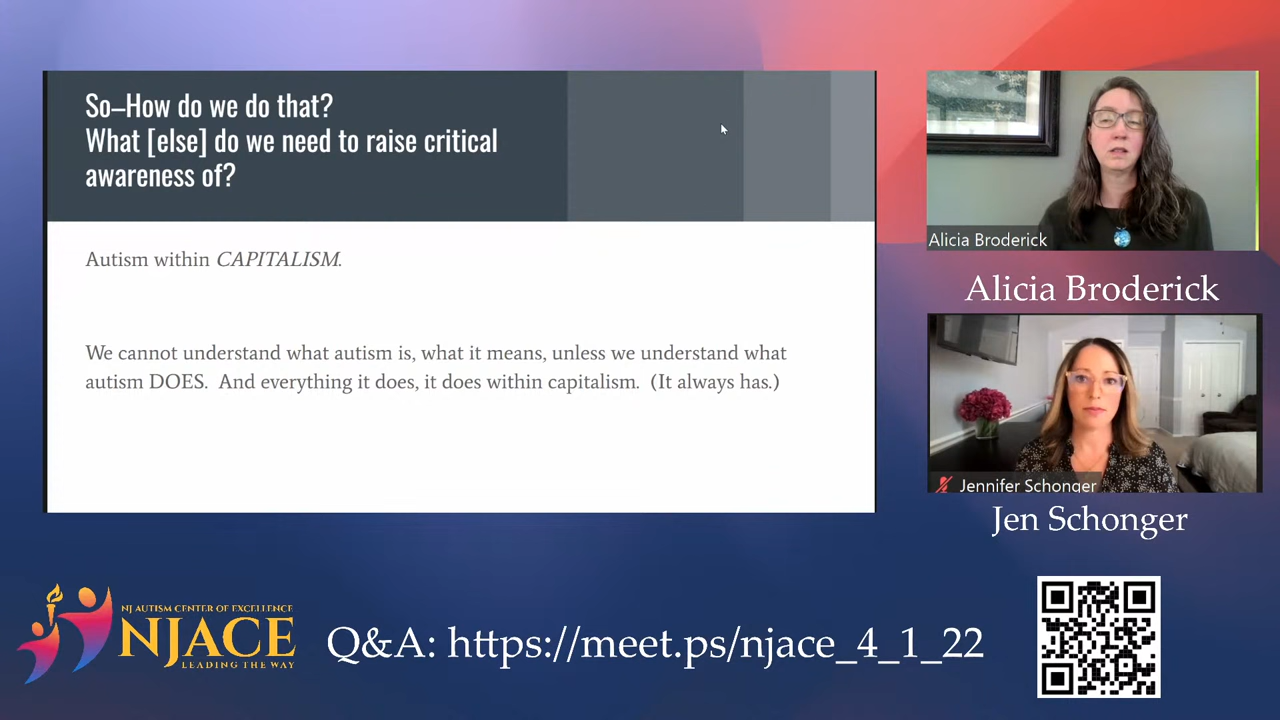 So–How do we do that?
What [else] do we need to raise critical
awareness of?
Autism within CAPITALISM.
We cannot understand what autism is, what it means, unless we understand what
autism DOES. And everything it does, it does within capitalism. (It always has.)
Alicia Broderick
Alicia Broderick
Jennifer Schonger
Jen Schonger
NJ AUTISM CENTER OF EXCELLENCE
NJACE
LEADING THE WAY
Q&A: https://meet.ps/njace_4_1_22